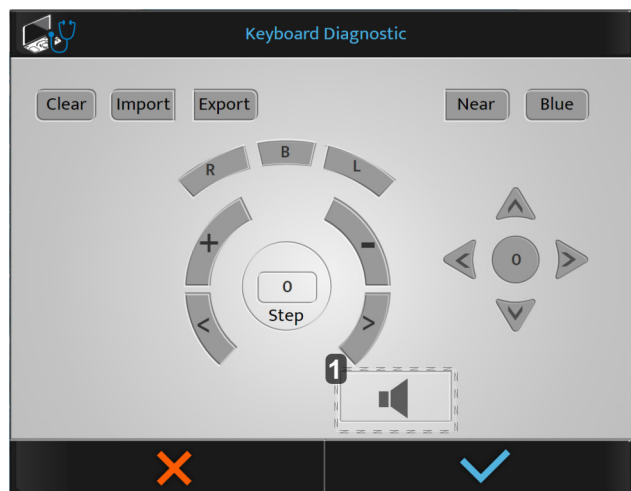 Keyboard Diagnostic
Clear Import Export Near Blue
R B L
+ -
0
0
Step
< >
1